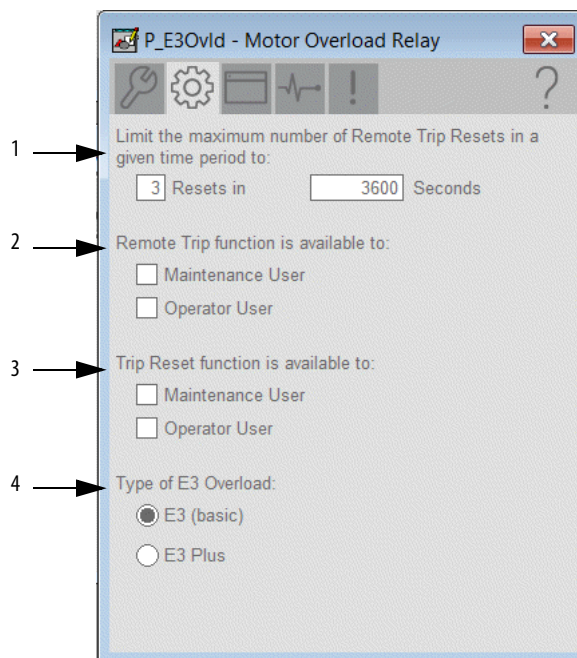 P_E3Ovld - Motor Overload Relay
?
1
Limit the maximum number of Remote Trip Resets in a
given time period to:
3 Resets in 3600 Seconds
2
Remote Trip function is available to:
Maintenance User
Operator User
3
Trip Reset function is available to:
Maintenance User
Operator User
4
Type of E3 Overload:
E3 (basic)
E3 Plus